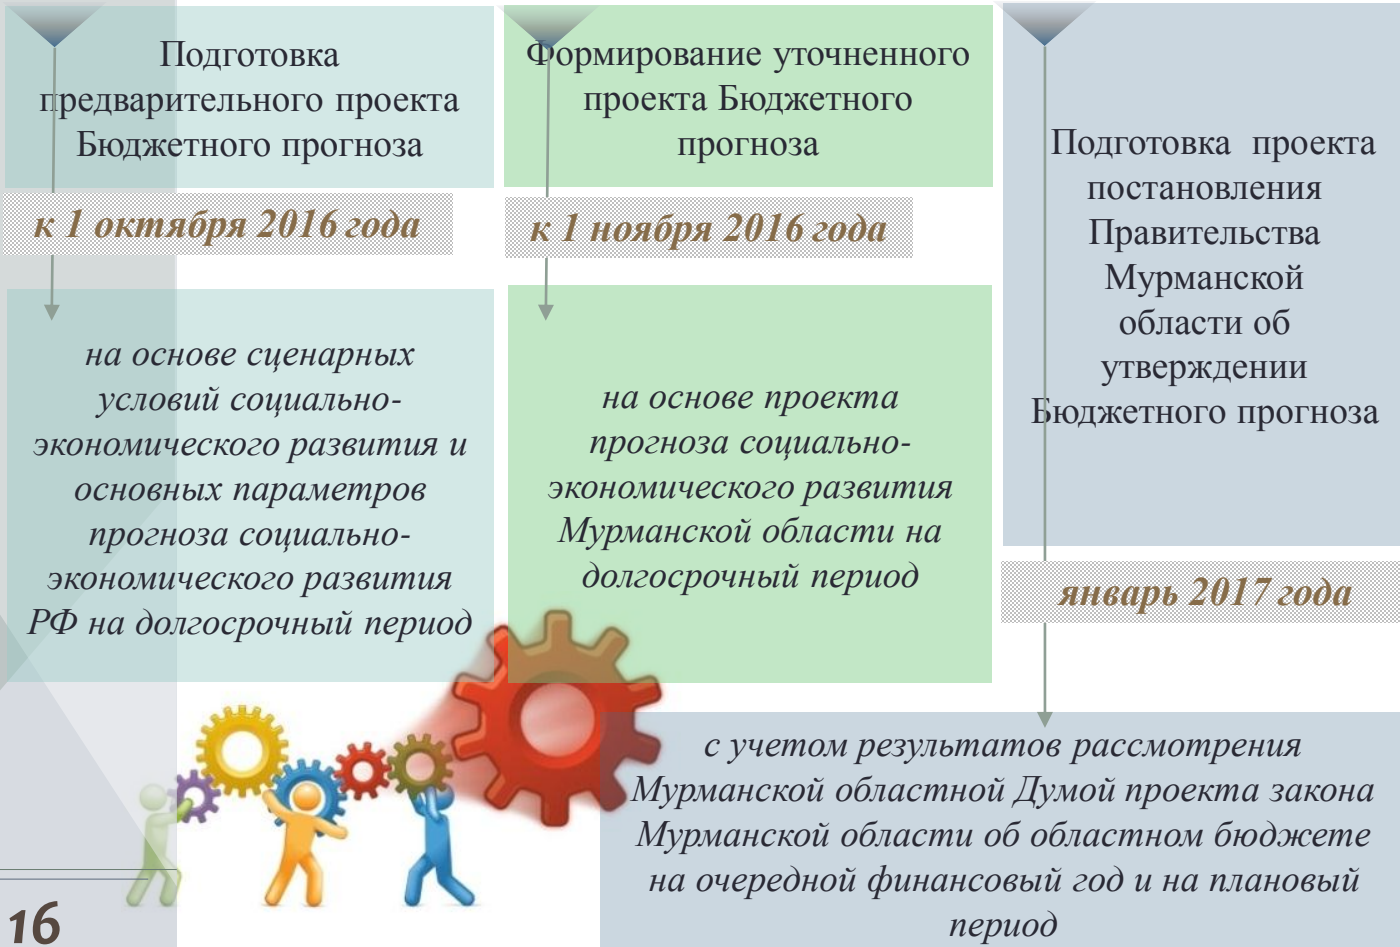 Подготовка
предварительного проекта
Бюджетного прогноза
к 1 октября 2016 года
на основе сценарных
условий социально-
экономического развития и
основных параметров
прогноза социально-
экономического развития
РФ на долгосрочный период
Формирование уточненного
проекта Бюджетного
прогноза
к 1 ноября 2016 года
на основе проекта
прогноза социально-
экономического развития
Мурманской области на
долгосрочный период
Подготовка проекта
постановления
Правительства
Мурманской
области об
утверждении
Бюджетного прогноза
январь 2017 года
с учетом результатов рассмотрения
Мурманской областной Думой проекта закона
Мурманской области об областном бюджете
на очередной финансовый год и на плановый
период
16